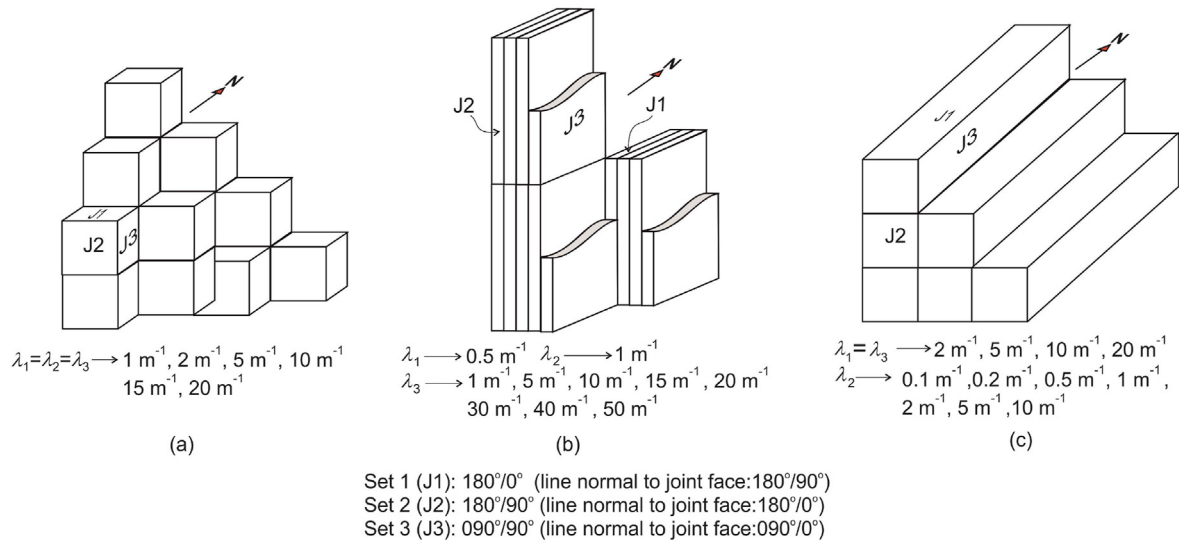 N
J1
J2
J3
λ₁=λ₂=λ₃ → 1 m⁻¹, 2 m⁻¹, 5 m⁻¹, 10 m⁻¹
15 m⁻¹, 20 m⁻¹
(a)
N
J2
J1
J3
λ₁ → 0.5 m⁻¹ λ₂ → 1 m⁻¹
λ₃ → 1 m⁻¹, 5 m⁻¹, 10 m⁻¹, 15 m⁻¹, 20 m⁻¹
30 m⁻¹, 40 m⁻¹, 50 m⁻¹
(b)
N
J1
J3
J2
λ₁= λ₃ → 2 m⁻¹, 5 m⁻¹, 10 m⁻¹, 20 m⁻¹
λ₂ → 0.1 m⁻¹ ,0.2 m⁻¹, 0.5 m⁻¹, 1 m⁻¹,
2 m⁻¹, 5 m⁻¹ ,10 m⁻¹
(c)
Set 1 (J1): 180°/0° (line normal to joint face:180°/90°)
Set 2 (J2): 180°/90° (line normal to joint face:180°/0°)
Set 3 (J3): 090°/90° (line normal to joint face:090°/0°)